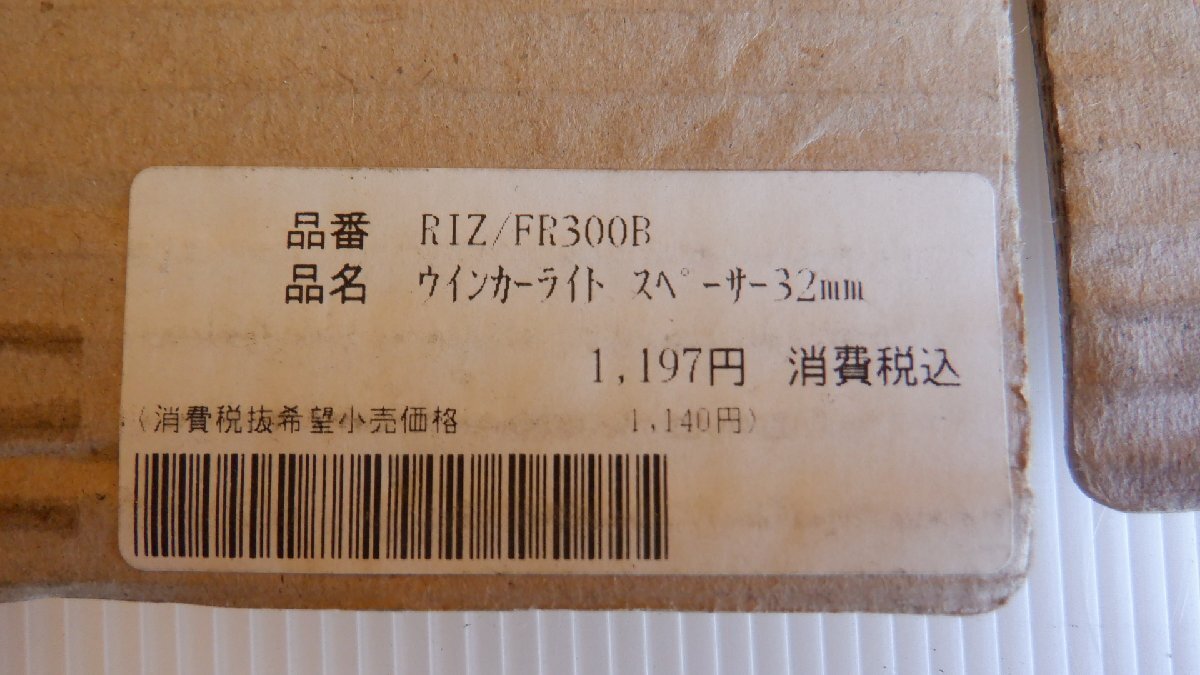 品番 RIZ/FR300B
品名 ウインカーライト スペーサー32mm
1,197円 消費税込
(消費税抜希望小売価格 1,140円)